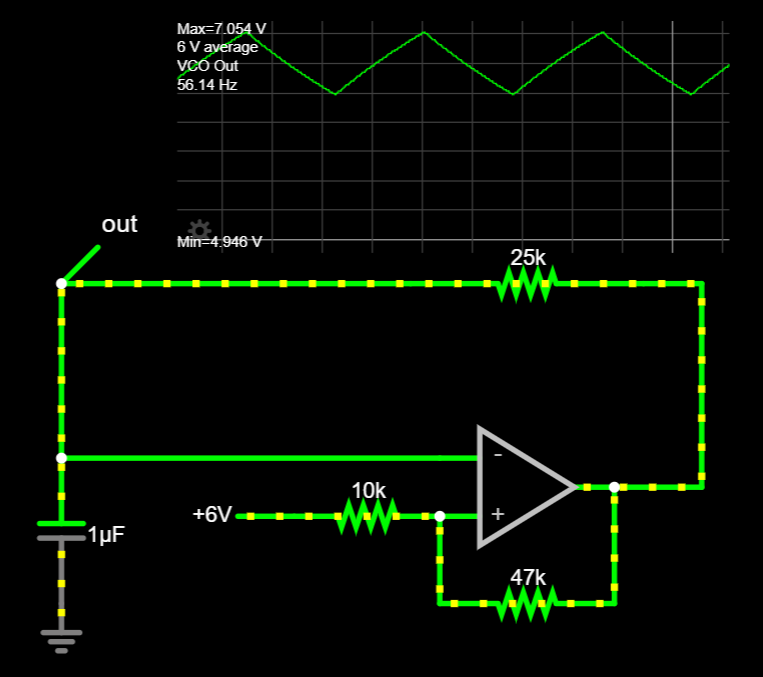 Max=7.054 V
6 V average
VCO Out
56.14 Hz
Min=4.946 V
out
25k
-
10k
+6V
+
1µF
47k